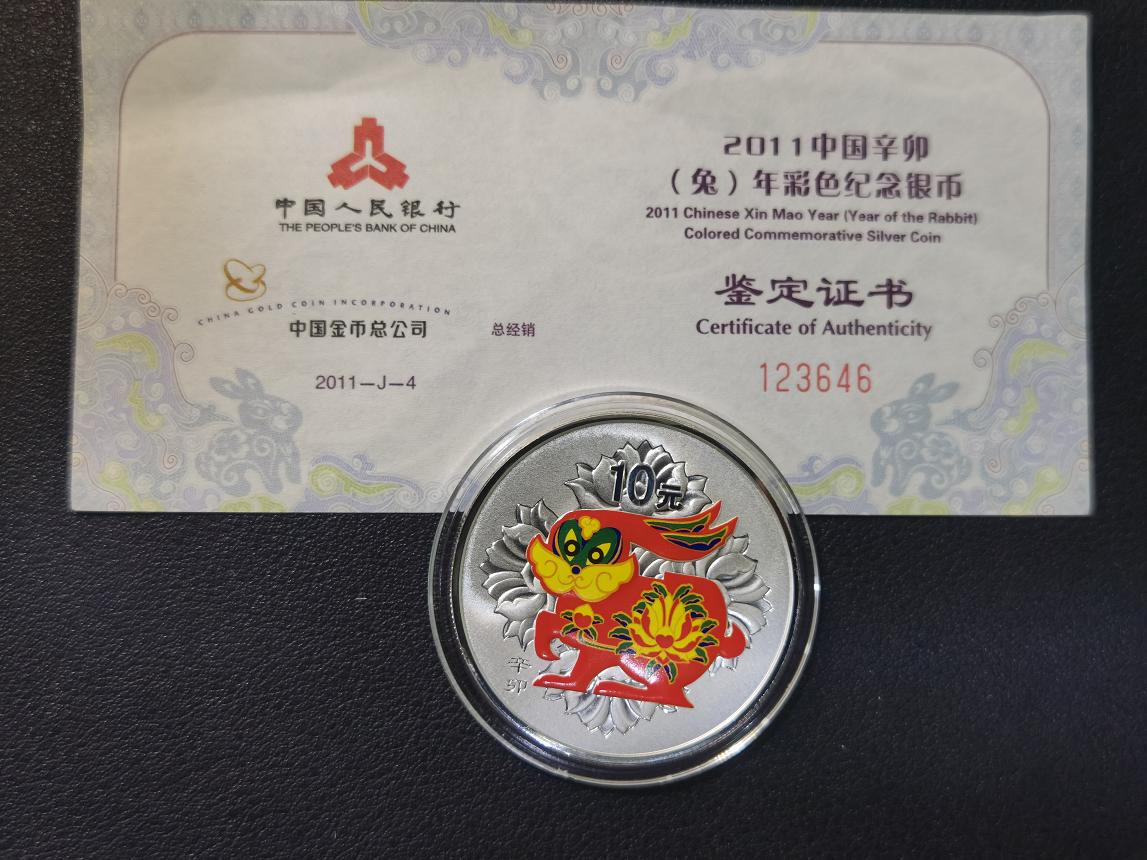 中国人民银行
THE PEOPLE'S BANK OF CHINA
CHINA GOLD COIN INCORPORATION
中国金币总公司 总经销
2011-J-4
2011中国辛卯
（兔）年彩色纪念银币
2011 Chinese Xin Mao Year (Year of the Rabbit)
Colored Commemorative Silver Coin
鉴定证书
Certificate of Authenticity
123646
10元
辛
卯